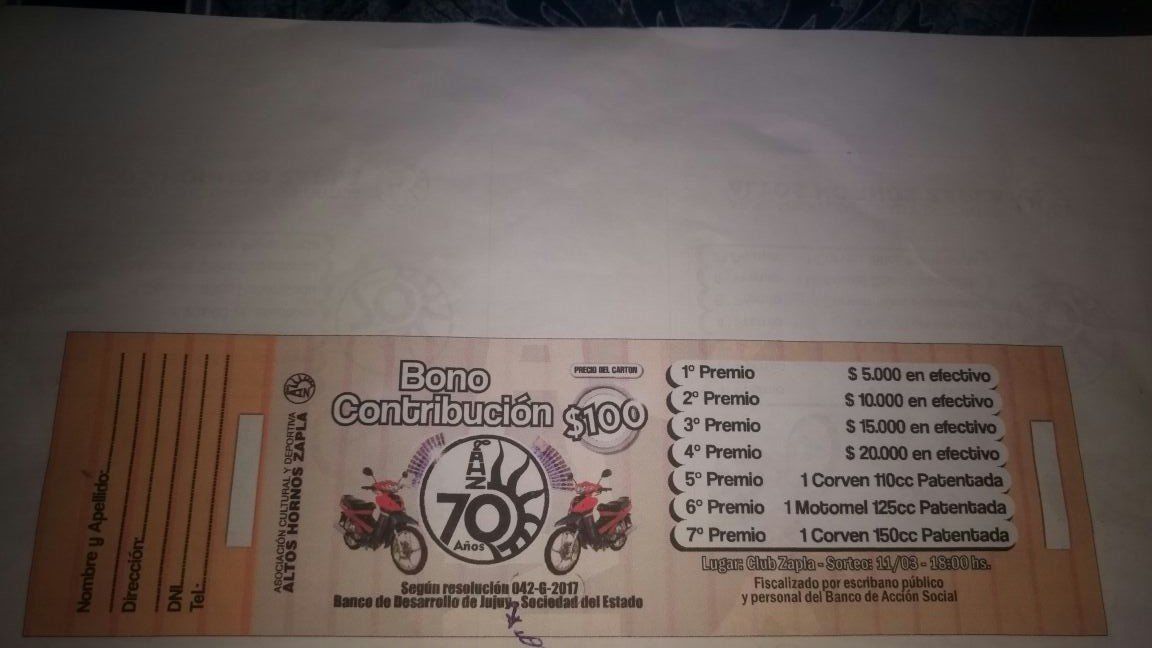 Nombre y Apellido:
Dirección:
DNI
Tel:
ASOCIACIÓN CULTURAL Y DEPORTIVA
ALTOS HORNOS ZAPLA
Bono
Contribución
PRECIO DEL CARTON
$100
70
Años
Según resolución 042-G-2017
Banco de Desarrollo de Jujuy - Sociedad del Estado
1º Premio $ 5.000 en efectivo
2º Premio $ 10.000 en efectivo
3º Premio $ 15.000 en efectivo
4º Premio $ 20.000 en efectivo
5º Premio 1 Corven 110cc Patentada
6º Premio 1 Motomel 125cc Patentada
7º Premio 1 Corven 150cc Patentada
Lugar: Club Zapla - Sorteo: 11/03 - 18:00 hs.
Fiscalizado por escribano público
y personal del Banco de Acción Social